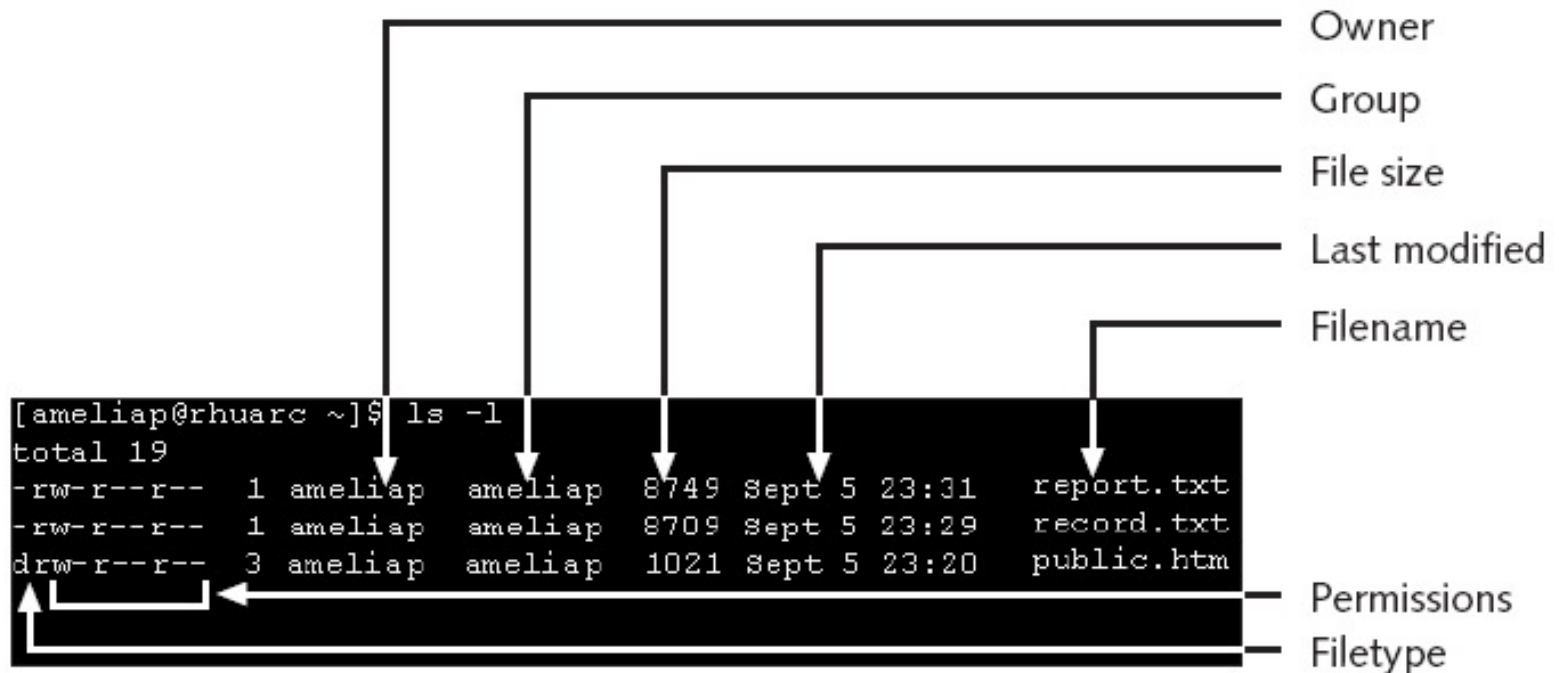 Owner
Group
File size
Last modified
Filename
[ameliap@rhuarc ~]$ ls -l
total 19
-rw-r--r-- 1 ameliap ameliap 8749 Sept 5 23:31 report.txt
-rw-r--r-- 1 ameliap ameliap 8709 Sept 5 23:29 record.txt
drw-r--r-- 3 ameliap ameliap 1021 Sept 5 23:20 public.htm
Permissions
Filetype